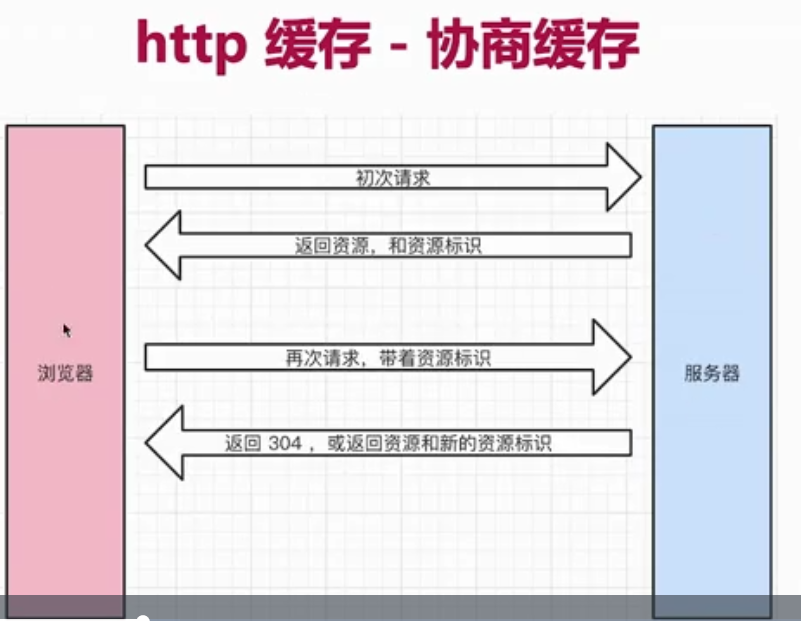 http 缓存 - 协商缓存
初次请求
返回资源，和资源标识
再次请求，带着资源标识
浏览器
服务器
返回 304 ，或返回资源和新的资源标识